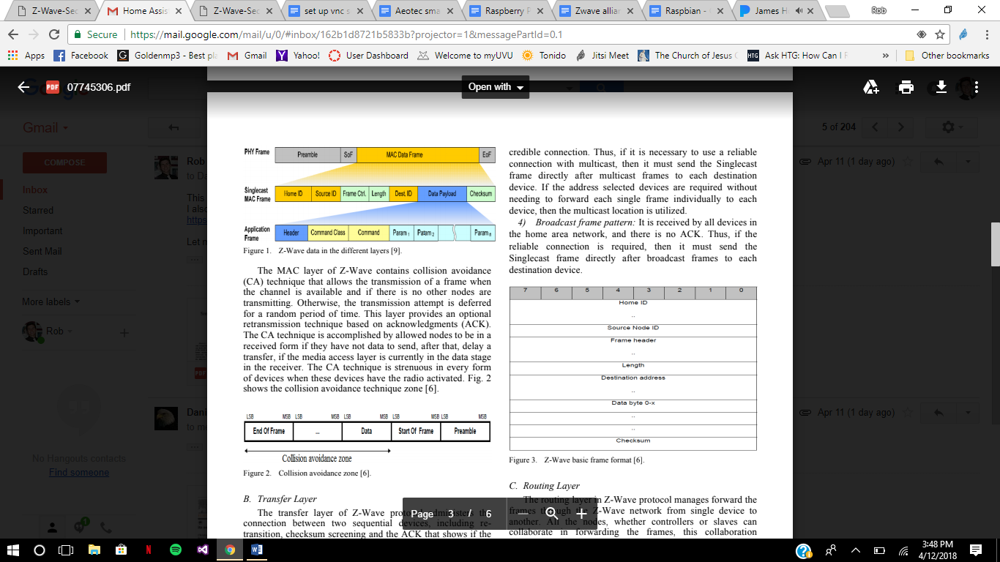 Z-Wave-Sec
Home Assis
Z-Wave-Sec
set up vnc s
Aeotec sma
Raspberry P
Zwave allian
Raspbian -
James H
Rob
Secure
https://mail.google.com/mail/u/0/#inbox/162b1d8721b5833b?projector=1&messagePartId=0.1
Apps
Facebook
Goldenmp3 - Best pla
Gmail
Yahoo!
User Dashboard
Welcome to myUVU
Tonido
Jitsi Meet
The Church of Jesus C
HTG
Ask HTG: How Can I F
»
Other bookmarks
PDF
07745306.pdf
Open with
Gmail
5 of 204
COMPOSE
Inbox
Starred
Important
Sent Mail
Drafts
More labels
Rob
No Hangouts contacts
Find someone
Rob
to Da
This
I also
https
Let m
PDF
Dani
to me
Apr 11 (1 day ago)
Apr 11 (1 day ago)
PHY Frame
Preamble
SoF
MAC Data Frame
EoF
Singlecast
MAC Frame
Home ID
Source ID
Frame Ctrl.
Length
Dest. ID
Data Payload
Checksum
Application
Frame
Header
Command Class
Command
Param 1
Patam 2
Param n
Figure 1. Z-Wave data in the different layers [9].
The MAC layer of Z-Wave contains collision avoidance
(CA) technique that allows the transmission of a frame when
the channel is available and if there is no other nodes are
transmitting. Otherwise, the transmission attempt is deferred
for a random period of time. This layer provides an optional
retransmission technique based on acknowledgments (ACK).
The CA technique is accomplished by allowed nodes to be in a
received form if they have not data to send, after that, delay a
transfer, if the media access layer is currently in the data stage
in the receiver. The CA technique is strenuous in every form
of devices when these devices have the radio activated. Fig. 2
shows the collision avoidance technique zone [6].
LSB MSB LSB MSB LSB MSB LSB MSB LSB MSB
End Of Frame
...
Data
Start Of Frame
Preamble
Collision avoidance zone
Figure 2. Collision avoidance zone [6].
B. Transfer Layer
The transfer layer of Z-Wave protocol administers the
connection between two sequential devices, including re-
transition, checksum screening and the ACK that shows if the
credible connection. Thus, if it is necessary to use a reliable
connection with multicast, then it must send the Singlecast
frame directly after multicast frames to each destination
device. If the address selected devices are required without
needing to forward each single frame individually to each
device, then the multicast location is utilized.
4) Broadcast frame pattern: It is received by all devices in
the home area network, and there is no ACK. Thus, if the
reliable connection is required, then it must send the
Singlecast frame directly after broadcast frames to each
destination device.
7 6 5 4 3 2 1 0
Home ID
..
Source Node ID
Frame header
..
Length
Destination address
..
Data byte 0-x
..
..
Checksum
Figure 3. Z-Wave basic frame format [6].
C. Routing Layer
The routing layer in Z-Wave protocol manages forward the
frames through the Z-Wave network from single device to
another. All the nodes, whether controllers or slaves can
collaborate in forwarding the frames, this collaboration
Page 3 / 6
3:48 PM
4/12/2018